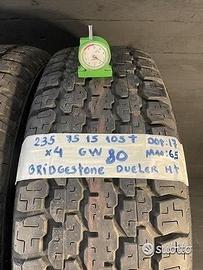 235 75 15 105T DOT:17
x4 GW 80 MM:6,5
BRIDGESTONE DUELER HT
subito